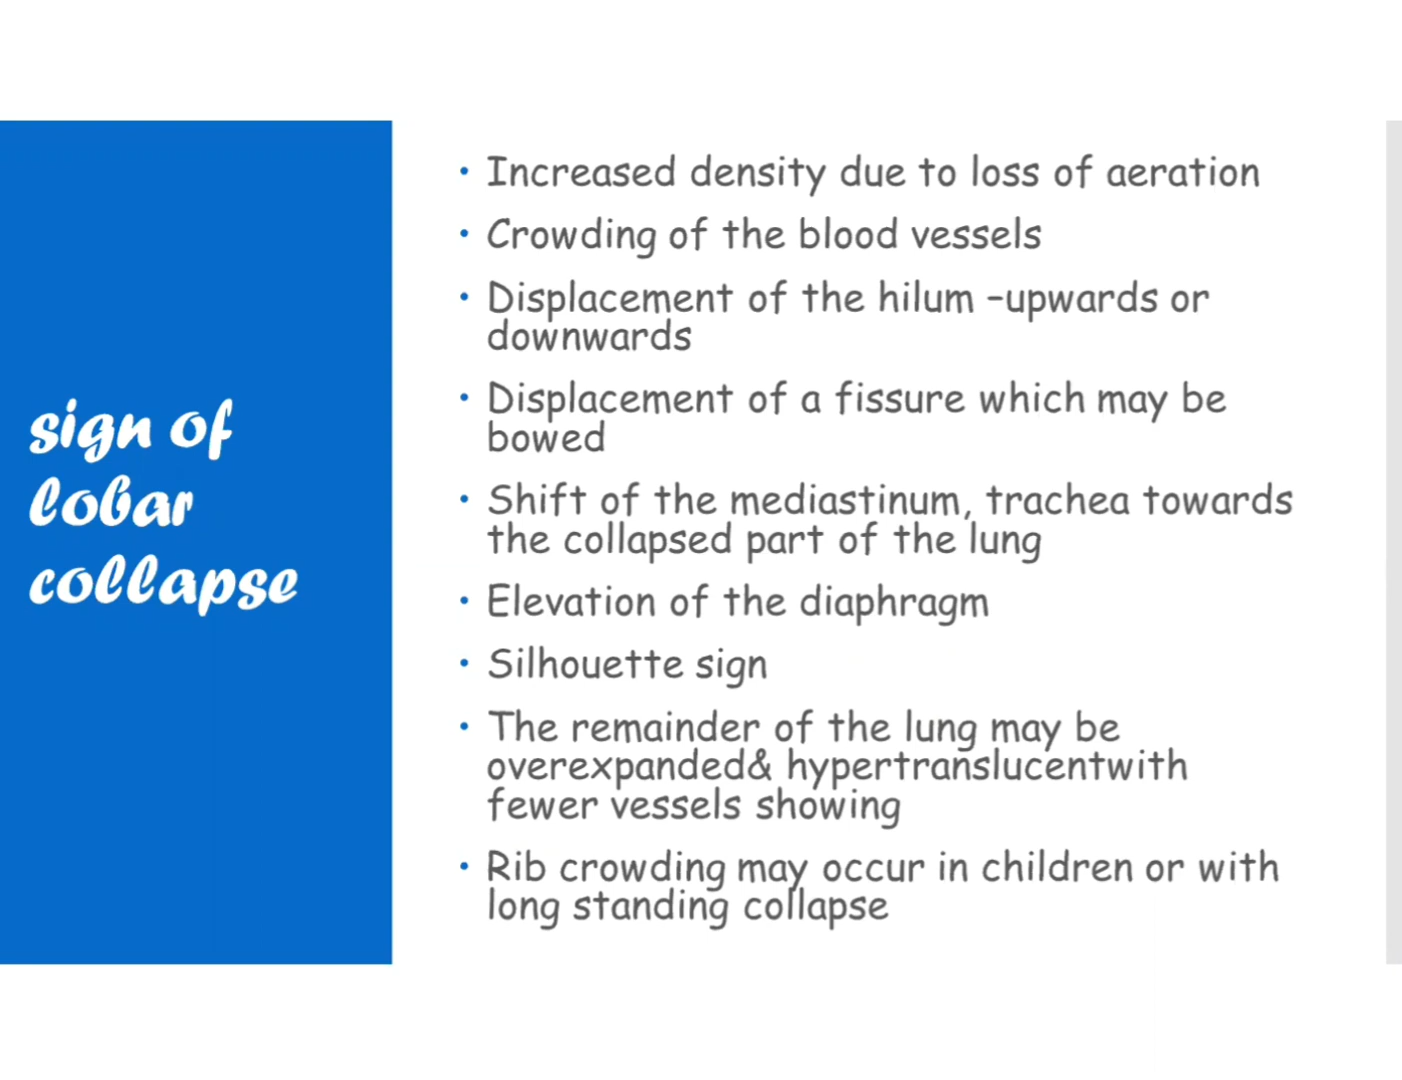 sign of
lobar
collapse
• Increased density due to loss of aeration
• Crowding of the blood vessels
• Displacement of the hilum –upwards or
downwards
• Displacement of a fissure which may be
bowed
• Shift of the mediastinum, trachea towards
the collapsed part of the lung
• Elevation of the diaphragm
• Silhouette sign
• The remainder of the lung may be
overexpanded& hypertranslucentwith
fewer vessels showing
• Rib crowding may occur in children or with
long standing collapse